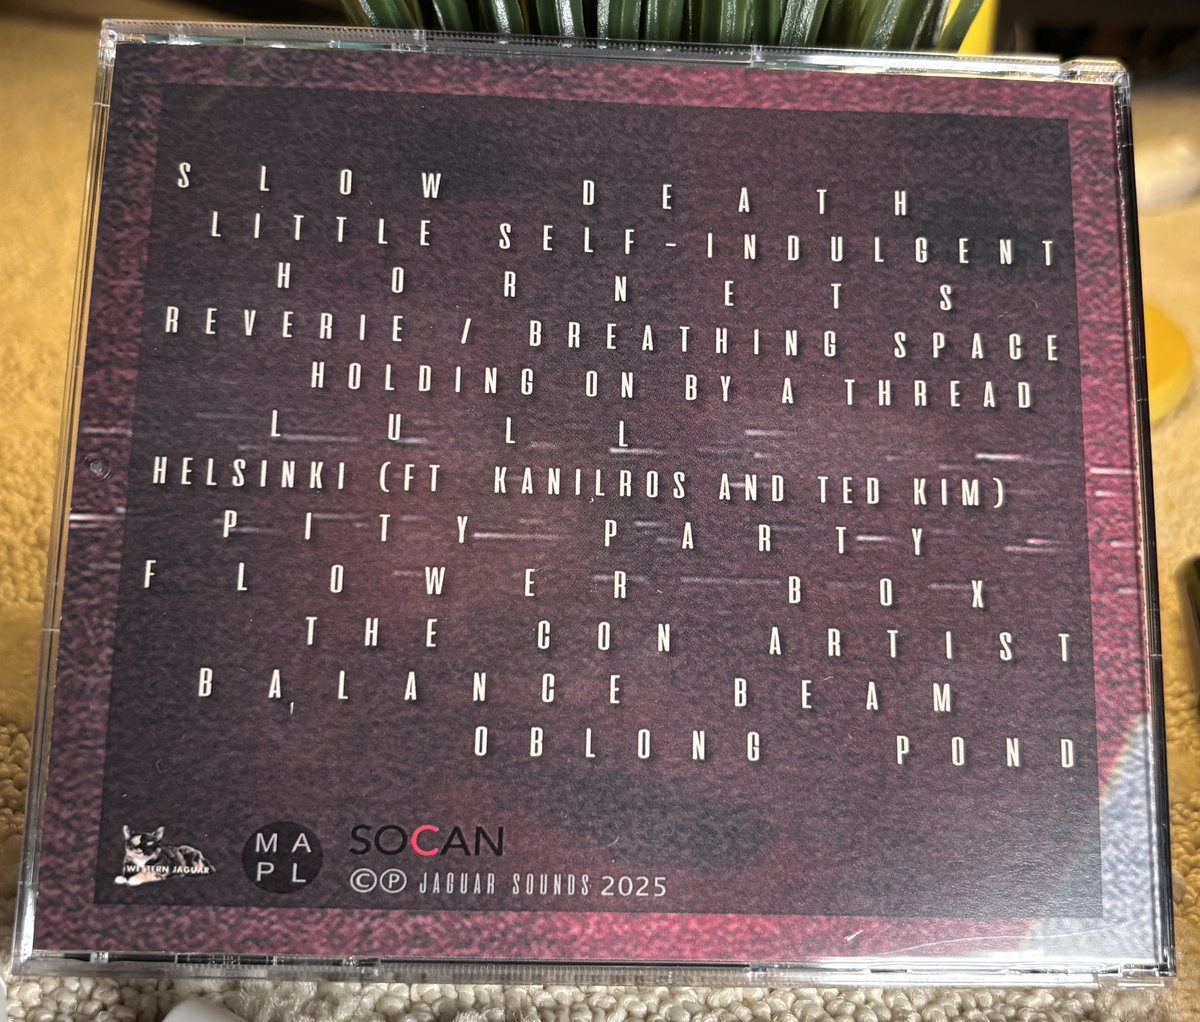 SLOW DEATH
LITTLE SELF-INDULGENT
HORNETS
REVERIE / BREATHING SPACE
HOLDING ON BY A THREAD
LULL
HELSINKI (FT KANILROS AND TED KIM)
PITY PARTY
FLOWER BOX
THE CON ARTIST
BALANCE BEAM
OBLONG POND
WESTERN JAGUAR
MA
PL
SOCAN
©℗ JAGUAR SOUNDS 2025